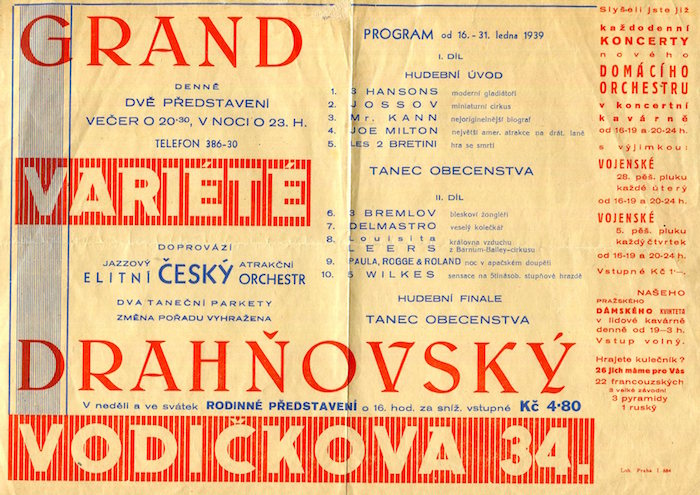 GRAND
DENNĚ
DVĚ PŘEDSTAVENÍ
VEČER O 20·30, V NOCI O 23. H.
TELEFON 386-30
VARIÉTÉ
DOPROVÁZÍ
JAZZOVÝ ATRAKČNÍ
ELITNÍ ČESKÝ ORCHESTR
DVA TANEČNÍ PARKETY
ZMĚNA POŘADU VYHRAŽENA
PROGRAM od 16.-31. ledna 1939
I. DÍL
HUDEBNÍ ÚVOD
1. 3 HANSONS moderní gladiátoři
2. JOSSOV miniaturní cirkus
3. Mr. KANN nejoriginelnější biograf
4. JOE MILTON největší amer. atrakce na drát. laně
5. LES 2 BRETINI hra se smrtí
TANEC OBECENSTVA
II. DÍL
6. 3 BREMLOV bleskoví žongléři
7. DELMASTRO veselý kolečkář
8. Louisita LEERS královna vzduchu
z Barnum-Bailey-cirkusu
9. PAULA, ROGGE & ROLAND noc v apačském doupěti
10. 5 WILKES sensace na 5tinásob. stupňové hrazdě
HUDEBNÍ FINALE
TANEC OBECENSTVA
DRAHŇOVSKÝ
V neděli a ve svátek RODINNÉ PŘEDSTAVENÍ o 16. hod. za sníž. vstupné Kč 4·80
VODIČKOVA 34.
Slyšeli jste již
každodenní
KONCERTY
nového
DOMÁCÍHO
ORCHESTRU
v koncertní
kavárně
od 16-19 a 20-24 h.
s výjimkou:
VOJENSKÉ
28. pěš. pluku
každé úterý
od 16-19 a 20-24 h.
VOJENSKÉ
5. pěš. pluku
každý čtvrtek
od 16-19 a 20-24 h.
Vstupné Kč 1·-.
NAŠEHO
PRAŽSKÉHO
DÁMSKÉHO KVINTETA
v lidové kavárně
denně od 19-3 h.
Vstup volný.
Hrajete kulečník?
26 jich máme pro Vás
22 francouzských
3 velké závodní
3 pyramidy
1 ruský
Lnh. Praha I. 884